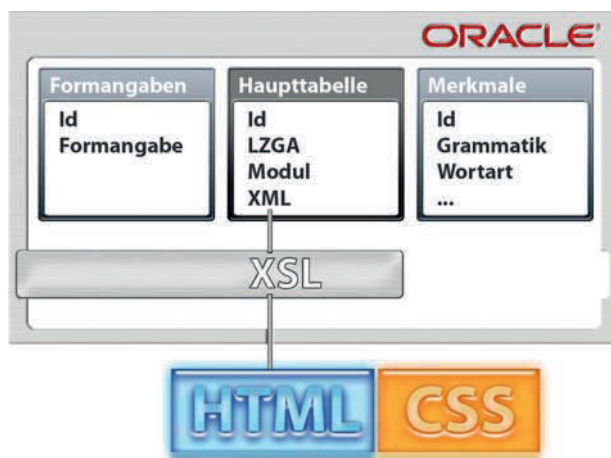 ORACLE
Formangaben
Id
Formangabe
Haupttabelle
Id
LZGA
Modul
XML
Merkmale
Id
Grammatik
Wortart
...
XSL
HTML
CSS